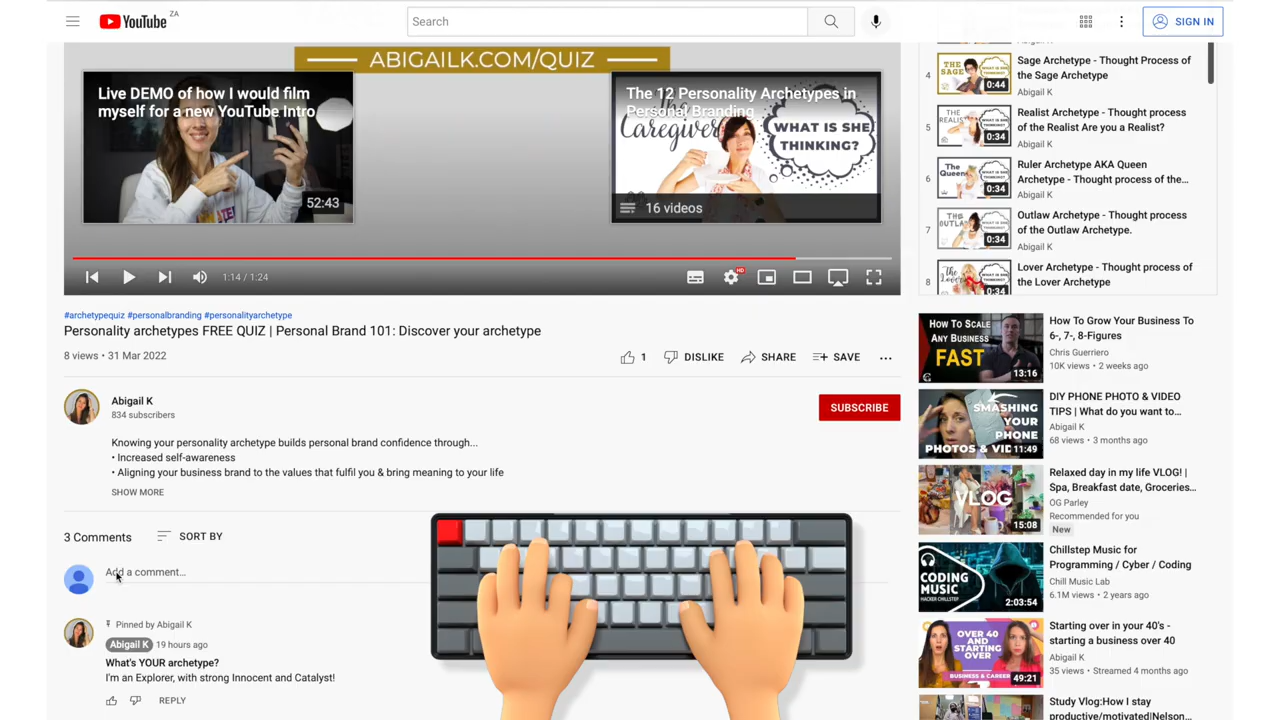 YouTube ZA
Search
SIGN IN
ABIGAILK.COM/QUIZ
Live DEMO of how I would film
myself for a new YouTube Intro
52:43
The 12 Personality Archetypes in
Personal Branding
Caregiver
WHAT IS SHE
THINKING?
16 videos
1:14 / 1:24
HD
#archetypequiz #personalbranding #personalityarchetype
Personality archetypes FREE QUIZ | Personal Brand 101: Discover your archetype
8 views • 31 Mar 2022
1
DISLIKE
SHARE
SAVE
Abigail K
834 subscribers
SUBSCRIBE
Knowing your personality archetype builds personal brand confidence through...
• Increased self-awareness
• Aligning your business brand to the values that fulfil you & bring meaning to your life
SHOW MORE
3 Comments
SORT BY
Add a comment...
Pinned by Abigail K
Abigail K 19 hours ago
What's YOUR archetype?
I'm an Explorer, with strong Innocent and Catalyst!
REPLY
4
THE
SAGE
0:44
Sage Archetype - Thought Process of
the Sage Archetype
Abigail K
5
0:34
Realist Archetype - Thought process
of the Realist Are you a Realist?
Abigail K
6
The
Queen
0:34
Ruler Archetype AKA Queen
Archetype - Thought process of the...
Abigail K
7
0:34
Outlaw Archetype - Thought process
of the Outlaw Archetype.
Abigail K
8
0:34
Lover Archetype - Thought process of
the Lover Archetype
HOW TO SCALE
ANY BUSINESS
FAST
13:16
How To Grow Your Business To
6-, 7-, 8-Figures
Chris Guerriero
10K views • 2 weeks ago
SMASHING
YOUR
PHONE
PHOTOS & VID
11:49
DIY PHONE PHOTO & VIDEO
TIPS | What do you want to...
Abigail K
68 views • 3 months ago
VLOG
15:08
Relaxed day in my life VLOG! |
Spa, Breakfast date, Groceries...
OG Parley
Recommended for you
New
CODING
MUSIC
HACKER CHILLSTEP
2:03:54
Chillstep Music for
Programming / Cyber / Coding
Chill Music Lab
6.1M views • 2 years ago
OVER 40
AND
STARTING
OVER
BUSINESS & CAREER
49:21
Starting over in your 40's -
starting a business over 40
Abigail K
35 views • Streamed 4 months ago
Study Vlog:How I stay
productive/motivated|Nelson...